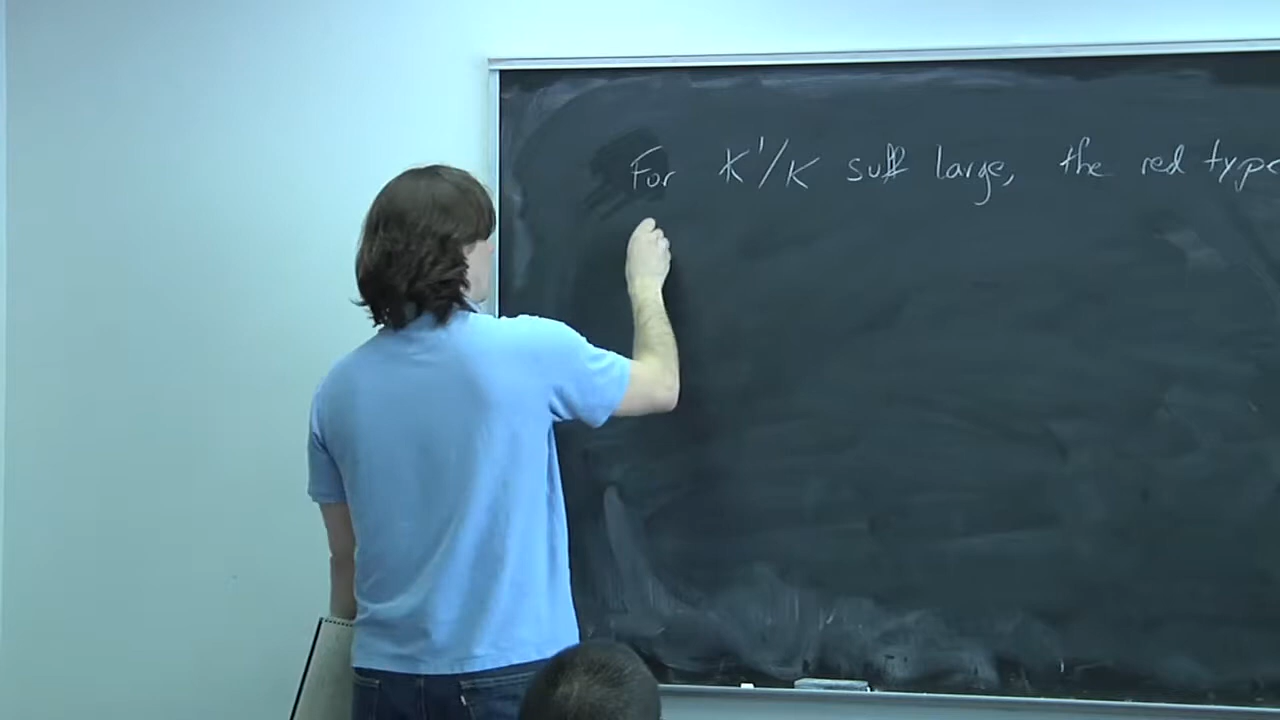 For K'/K suff large, the red type